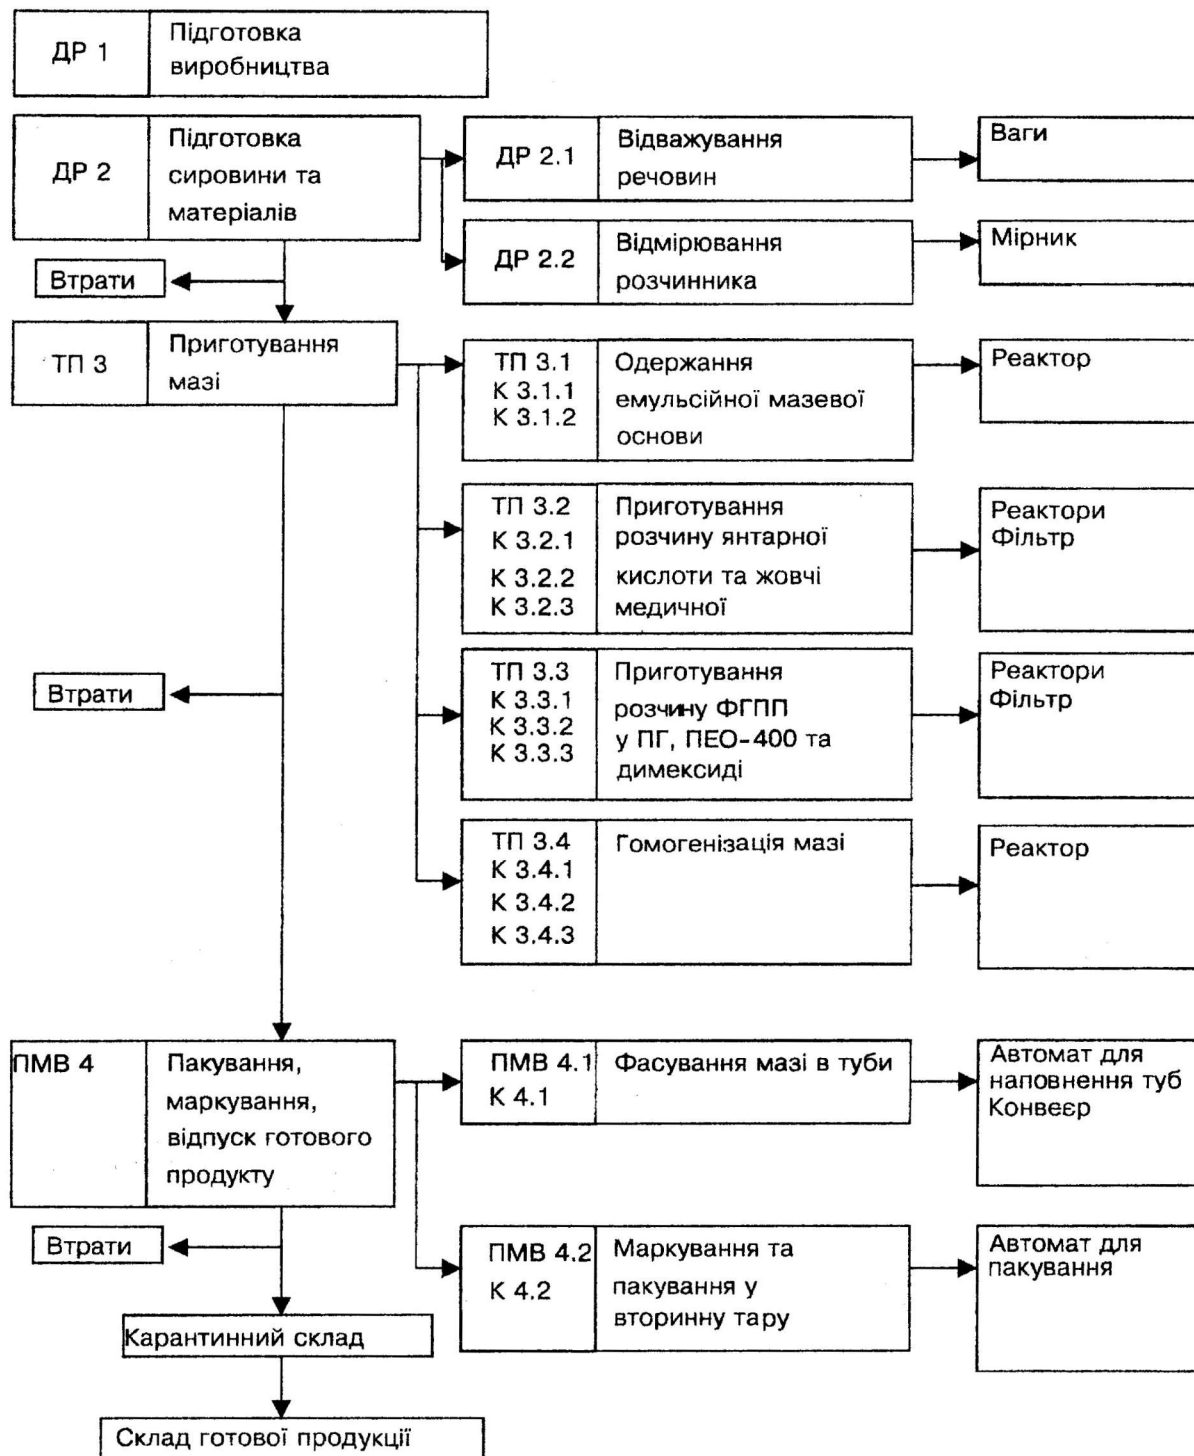 ДР 1
Підготовка
виробництва
ДР 2
Підготовка
сировини та
матеріалів
ДР 2.1
Відважування
речовин
Ваги
ДР 2.2
Відмірювання
розчинника
Мірник
Втрати
ТП 3
Приготування
мазі
ТП 3.1
К 3.1.1
К 3.1.2
Одержання
емульсійної мазевої
основи
Реактор
ТП 3.2
К 3.2.1
К 3.2.2
К 3.2.3
Приготування
розчину янтарної
кислоти та жовчі
медичної
Реактори
Фільтр
Втрати
ТП 3.3
К 3.3.1
К 3.3.2
К 3.3.3
Приготування
розчину ФГПП
у ПГ, ПЕО-400 та
димексиді
Реактори
Фільтр
ТП 3.4
К 3.4.1
К 3.4.2
К 3.4.3
Гомогенізація мазі
Реактор
ПМВ 4
Пакування,
маркування,
відпуск готового
продукту
ПМВ 4.1
К 4.1
Фасування мазі в туби
Автомат для
наповнення туб
Конвеєр
Втрати
ПМВ 4.2
К 4.2
Маркування та
пакування у
вторинну тару
Автомат для
пакування
Карантинний склад
Склад готової продукції